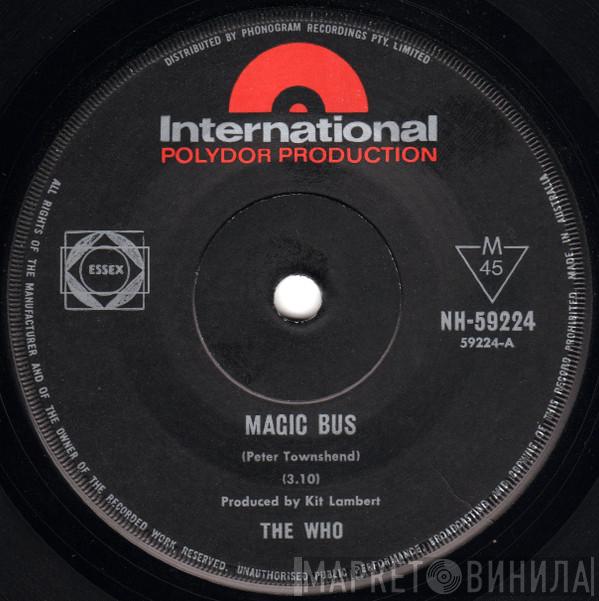 DISTRIBUTED BY PHONOGRAM RECORDINGS PTY. LIMITED
International
POLYDOR PRODUCTION
ESSEX
M
45
NH-59224
59224-A
MAGIC BUS
(Peter Townshend)
(3.10)
Produced by Kit Lambert
THE WHO
ALL RIGHTS OF THE MANUFACTURER AND OF THE OWNER OF THE RECORDED WORK RESERVED. UNAUTHORISED PUBLIC PERFORMANCE, BROADCASTING AND COPYING OF THIS RECORD PROHIBITED. MADE IN AUSTRALIA
МАРКЕТ ВИНИЛА